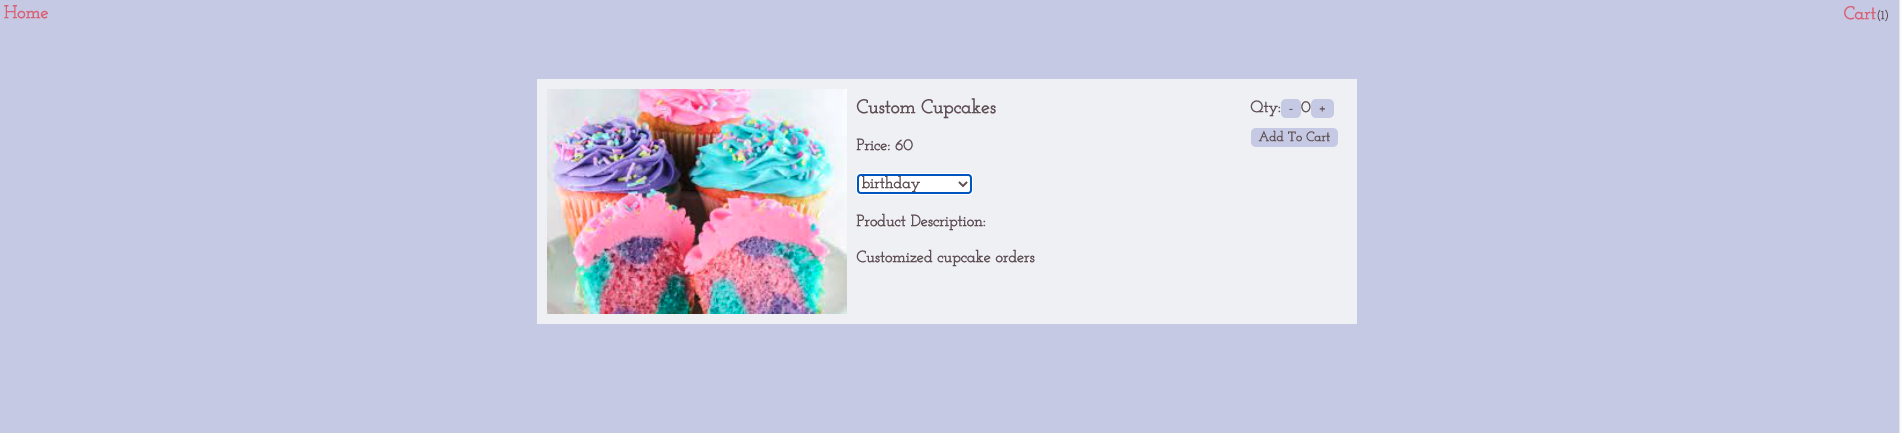 Home
Cart(1)
Custom Cupcakes
Qty: - 0 +
Add To Cart
Price: 60
birthday
Product Description:
Customized cupcake orders